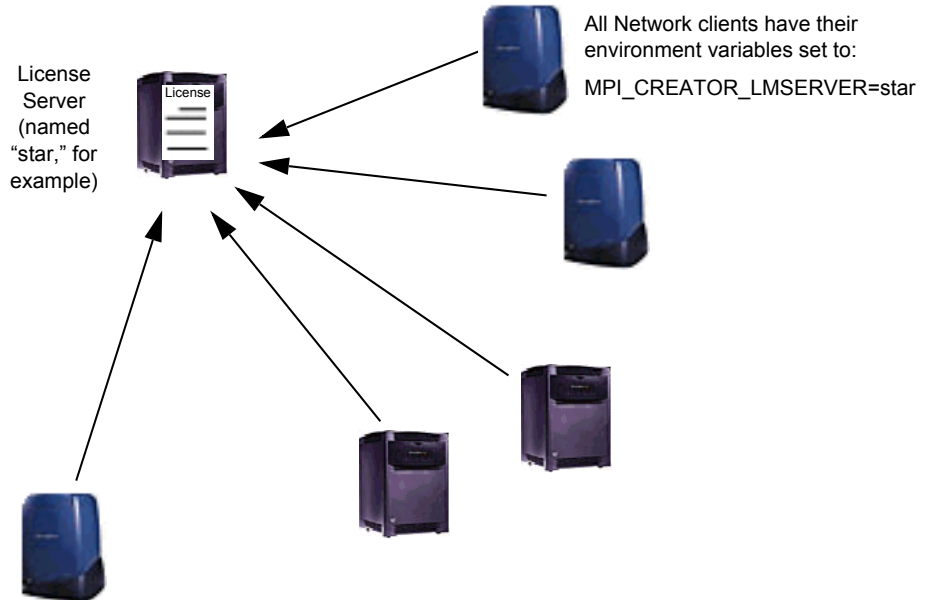 License
Server
(named
“star,” for
example)
License
All Network clients have their
environment variables set to:
MPI_CREATOR_LMSERVER=star